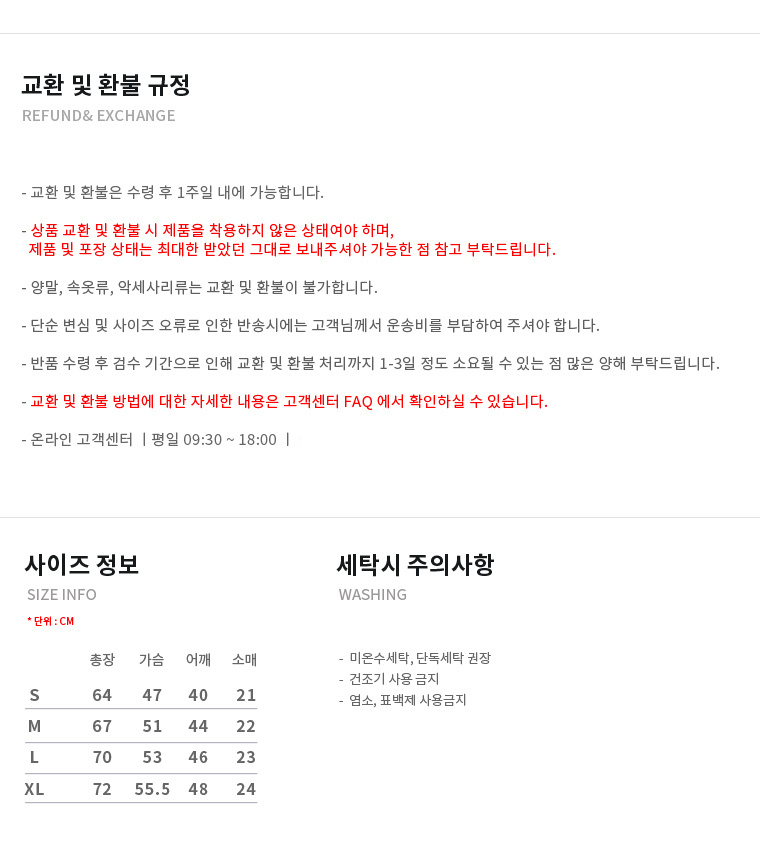 교환 및 환불 규정
REFUND& EXCHANGE
- 교환 및 환불은 수령 후 1주일 내에 가능합니다.
- 상품 교환 및 환불 시 제품을 착용하지 않은 상태여야 하며,
제품 및 포장 상태는 최대한 받았던 그대로 보내주셔야 가능한 점 참고 부탁드립니다.
- 양말, 속옷류, 악세사리류는 교환 및 환불이 불가합니다.
- 단순 변심 및 사이즈 오류로 인한 반송시에는 고객님께서 운송비를 부담하여 주셔야 합니다.
- 반품 수령 후 검수 기간으로 인해 교환 및 환불 처리까지 1-3일 정도 소요될 수 있는 점 많은 양해 부탁드립니다.
- 교환 및 환불 방법에 대한 자세한 내용은 고객센터 FAQ 에서 확인하실 수 있습니다.
- 온라인 고객센터 ㅣ평일 09:30 ~ 18:00 ㅣ
사이즈 정보
SIZE INFO
* 단위 : CM
총장 가슴 어깨 소매
S 64 47 40 21
M 67 51 44 22
L 70 53 46 23
XL 72 55.5 48 24
세탁시 주의사항
WASHING
- 미온수세탁, 단독세탁 권장
- 건조기 사용 금지
- 염소, 표백제 사용금지